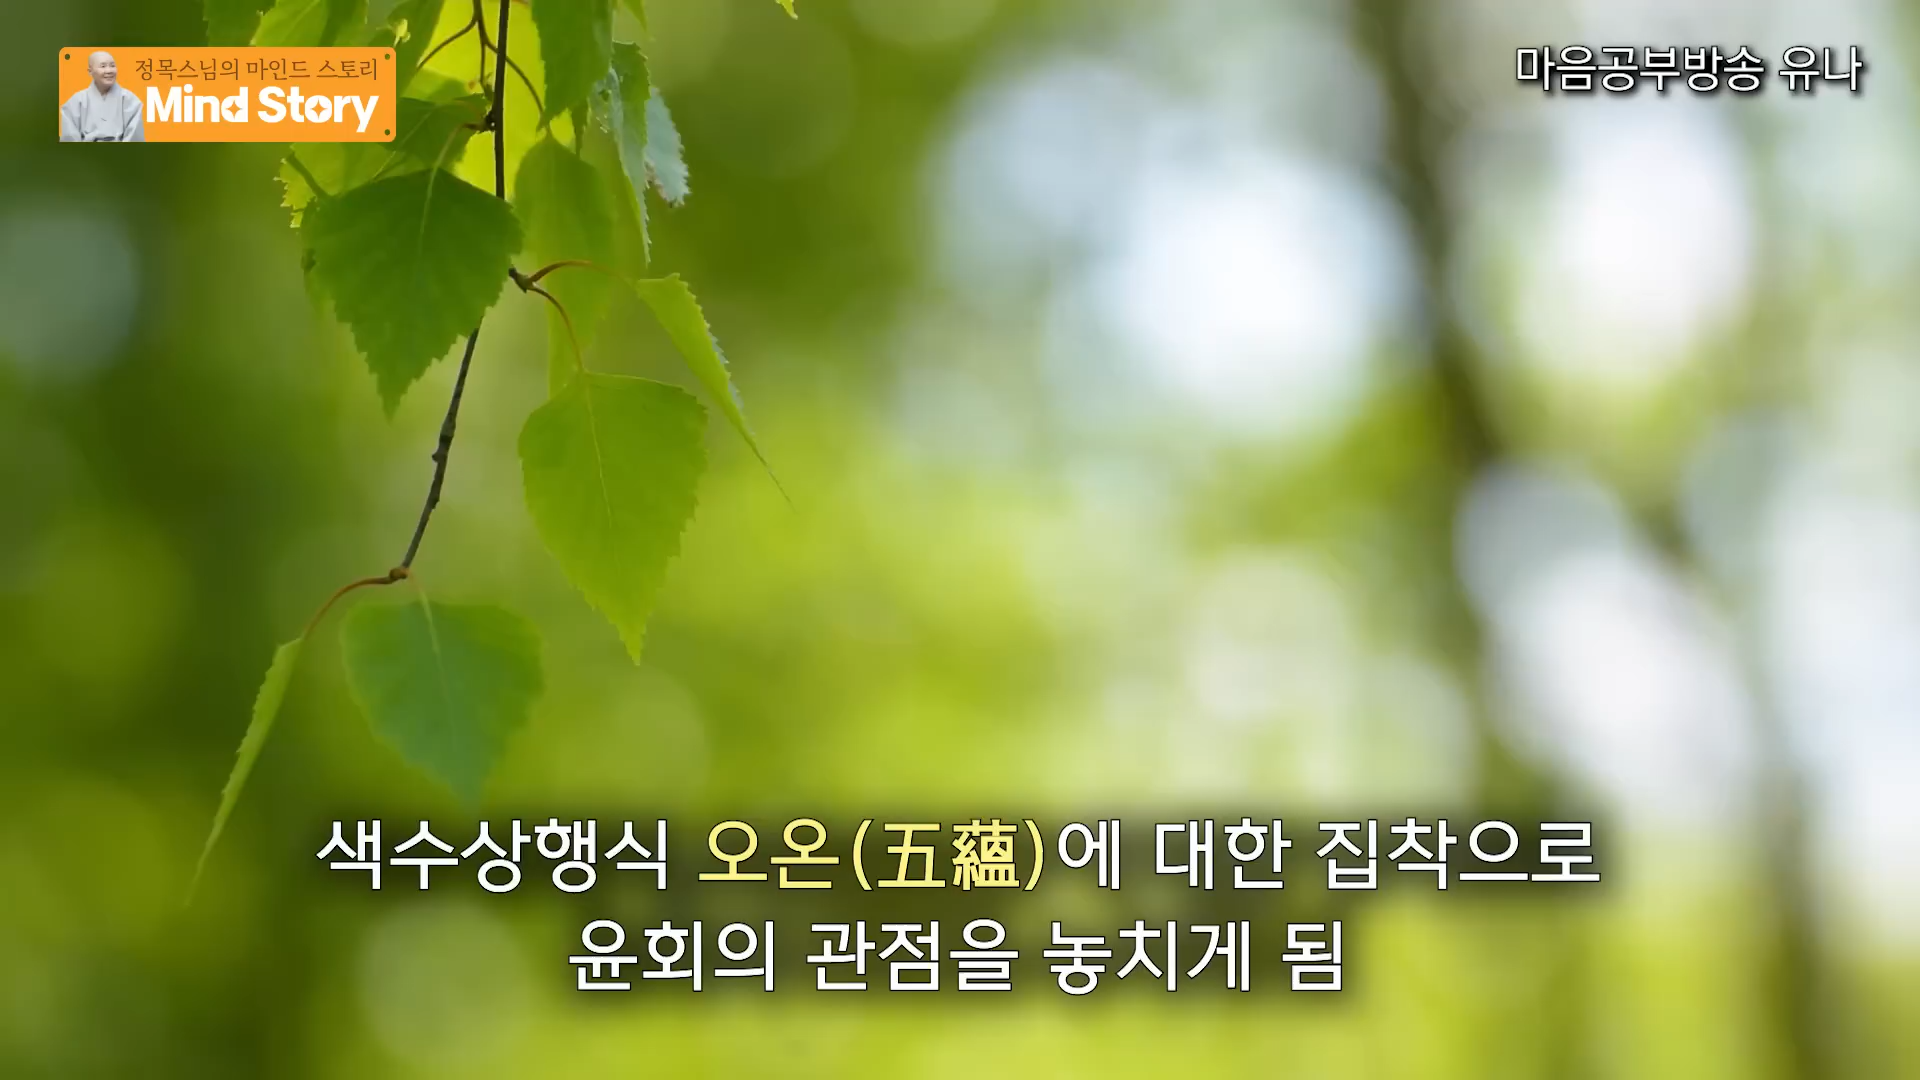 정목스님의 마인드 스토리
Mind Story
마음공부방송 유나
색수상행식 오온(五蘊)에 대한 집착으로
윤회의 관점을 놓치게 됨